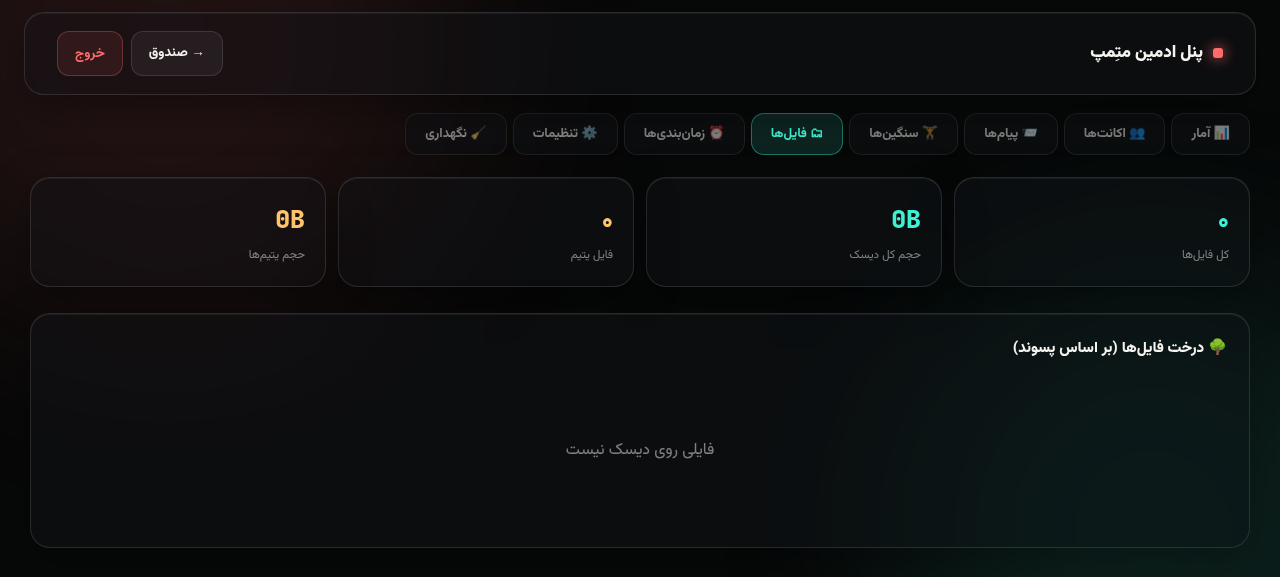 پنل ادمین متِمپ
→ صندوق
خروج
📊 آمار
👥 اکانت‌ها
📨 پیام‌ها
🏋 سنگین‌ها
🗂 فایل‌ها
⏰ زمان‌بندی‌ها
⚙️ تنظیمات
🧹 نگهداری
۰
کل فایل‌ها
0B
حجم کل دیسک
۰
فایل یتیم
0B
حجم یتیم‌ها
🌳 درخت فایل‌ها (بر اساس پسوند)
فایلی روی دیسک نیست